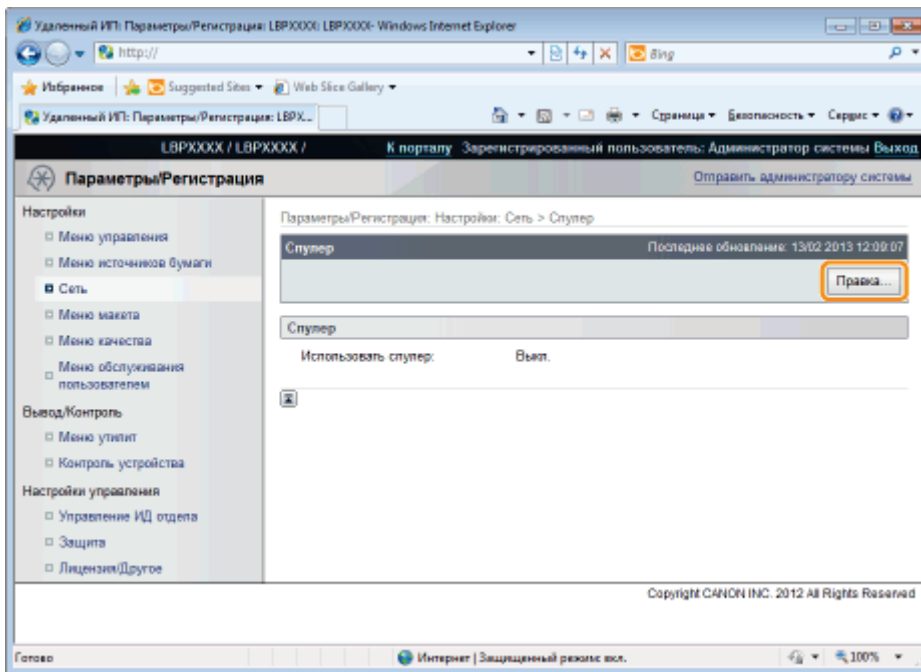 Удаленный ИП: Параметры/Регистрация: LBPXXXX: LBPXXXX- Windows Internet Explorer
http://
Bing
Избранное Suggested Sites Web Slice Gallery
Удаленный ИП: Параметры/Регистрация: LBPX... Страница Безопасность Сервис
LBPXXXX / LBPXXXX / К порталу Зарегистрированный пользователь: Администратор системы Выход
Параметры/Регистрация Отправить администратору системы
Настройки
Меню управления
Меню источников бумаги
Сеть
Меню макета
Меню качества
Меню обслуживания
пользователем
Вывод/Контроль
Меню утилит
Контроль устройства
Настройки управления
Управление ИД отдела
Защита
Лицензия/Другое
Параметры/Регистрация: Настройки: Сеть > Спулер
Спулер Последнее обновление: 13/02 2013 12:09:07
Правка...
Спулер
Использовать спулер: Выкл.
Copyright CANON INC. 2012 All Rights Reserved
Готово Интернет | Защищенный режим: вкл. 100%